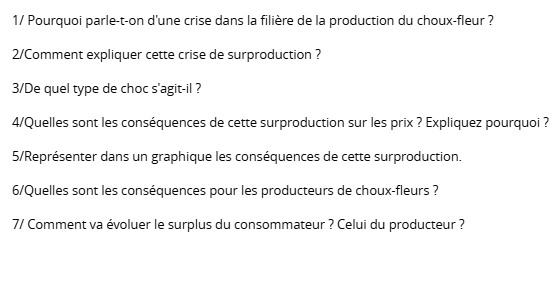 1/ Pourquoi parle-t-on d'une crise dans la filière de la production du choux-fleur ?
2/Comment expliquer cette crise de surproduction ?
3/De quel type de choc s'agit-il ?
4/Quelles sont les conséquences de cette surproduction sur les prix ? Expliquez pourquoi ?
5/Représenter dans un graphique les conséquences de cette surproduction.
6/Quelles sont les conséquences pour les producteurs de choux-fleurs ?
7/ Comment va évoluer le surplus du consommateur ? Celui du producteur ?